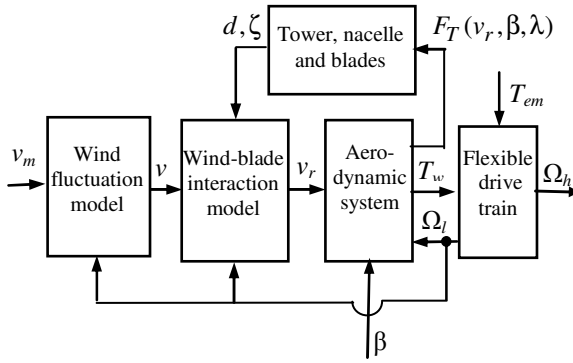 d, ζ
Tower, nacelle
and blades
F_T (v_r, β, λ)
T_em
v_m
Wind
fluctuation
model
v
Wind-blade
interaction
model
v_r
Aero-
dynamic
system
T_w
Ω_l
Flexible
drive
train
Ω_h
β